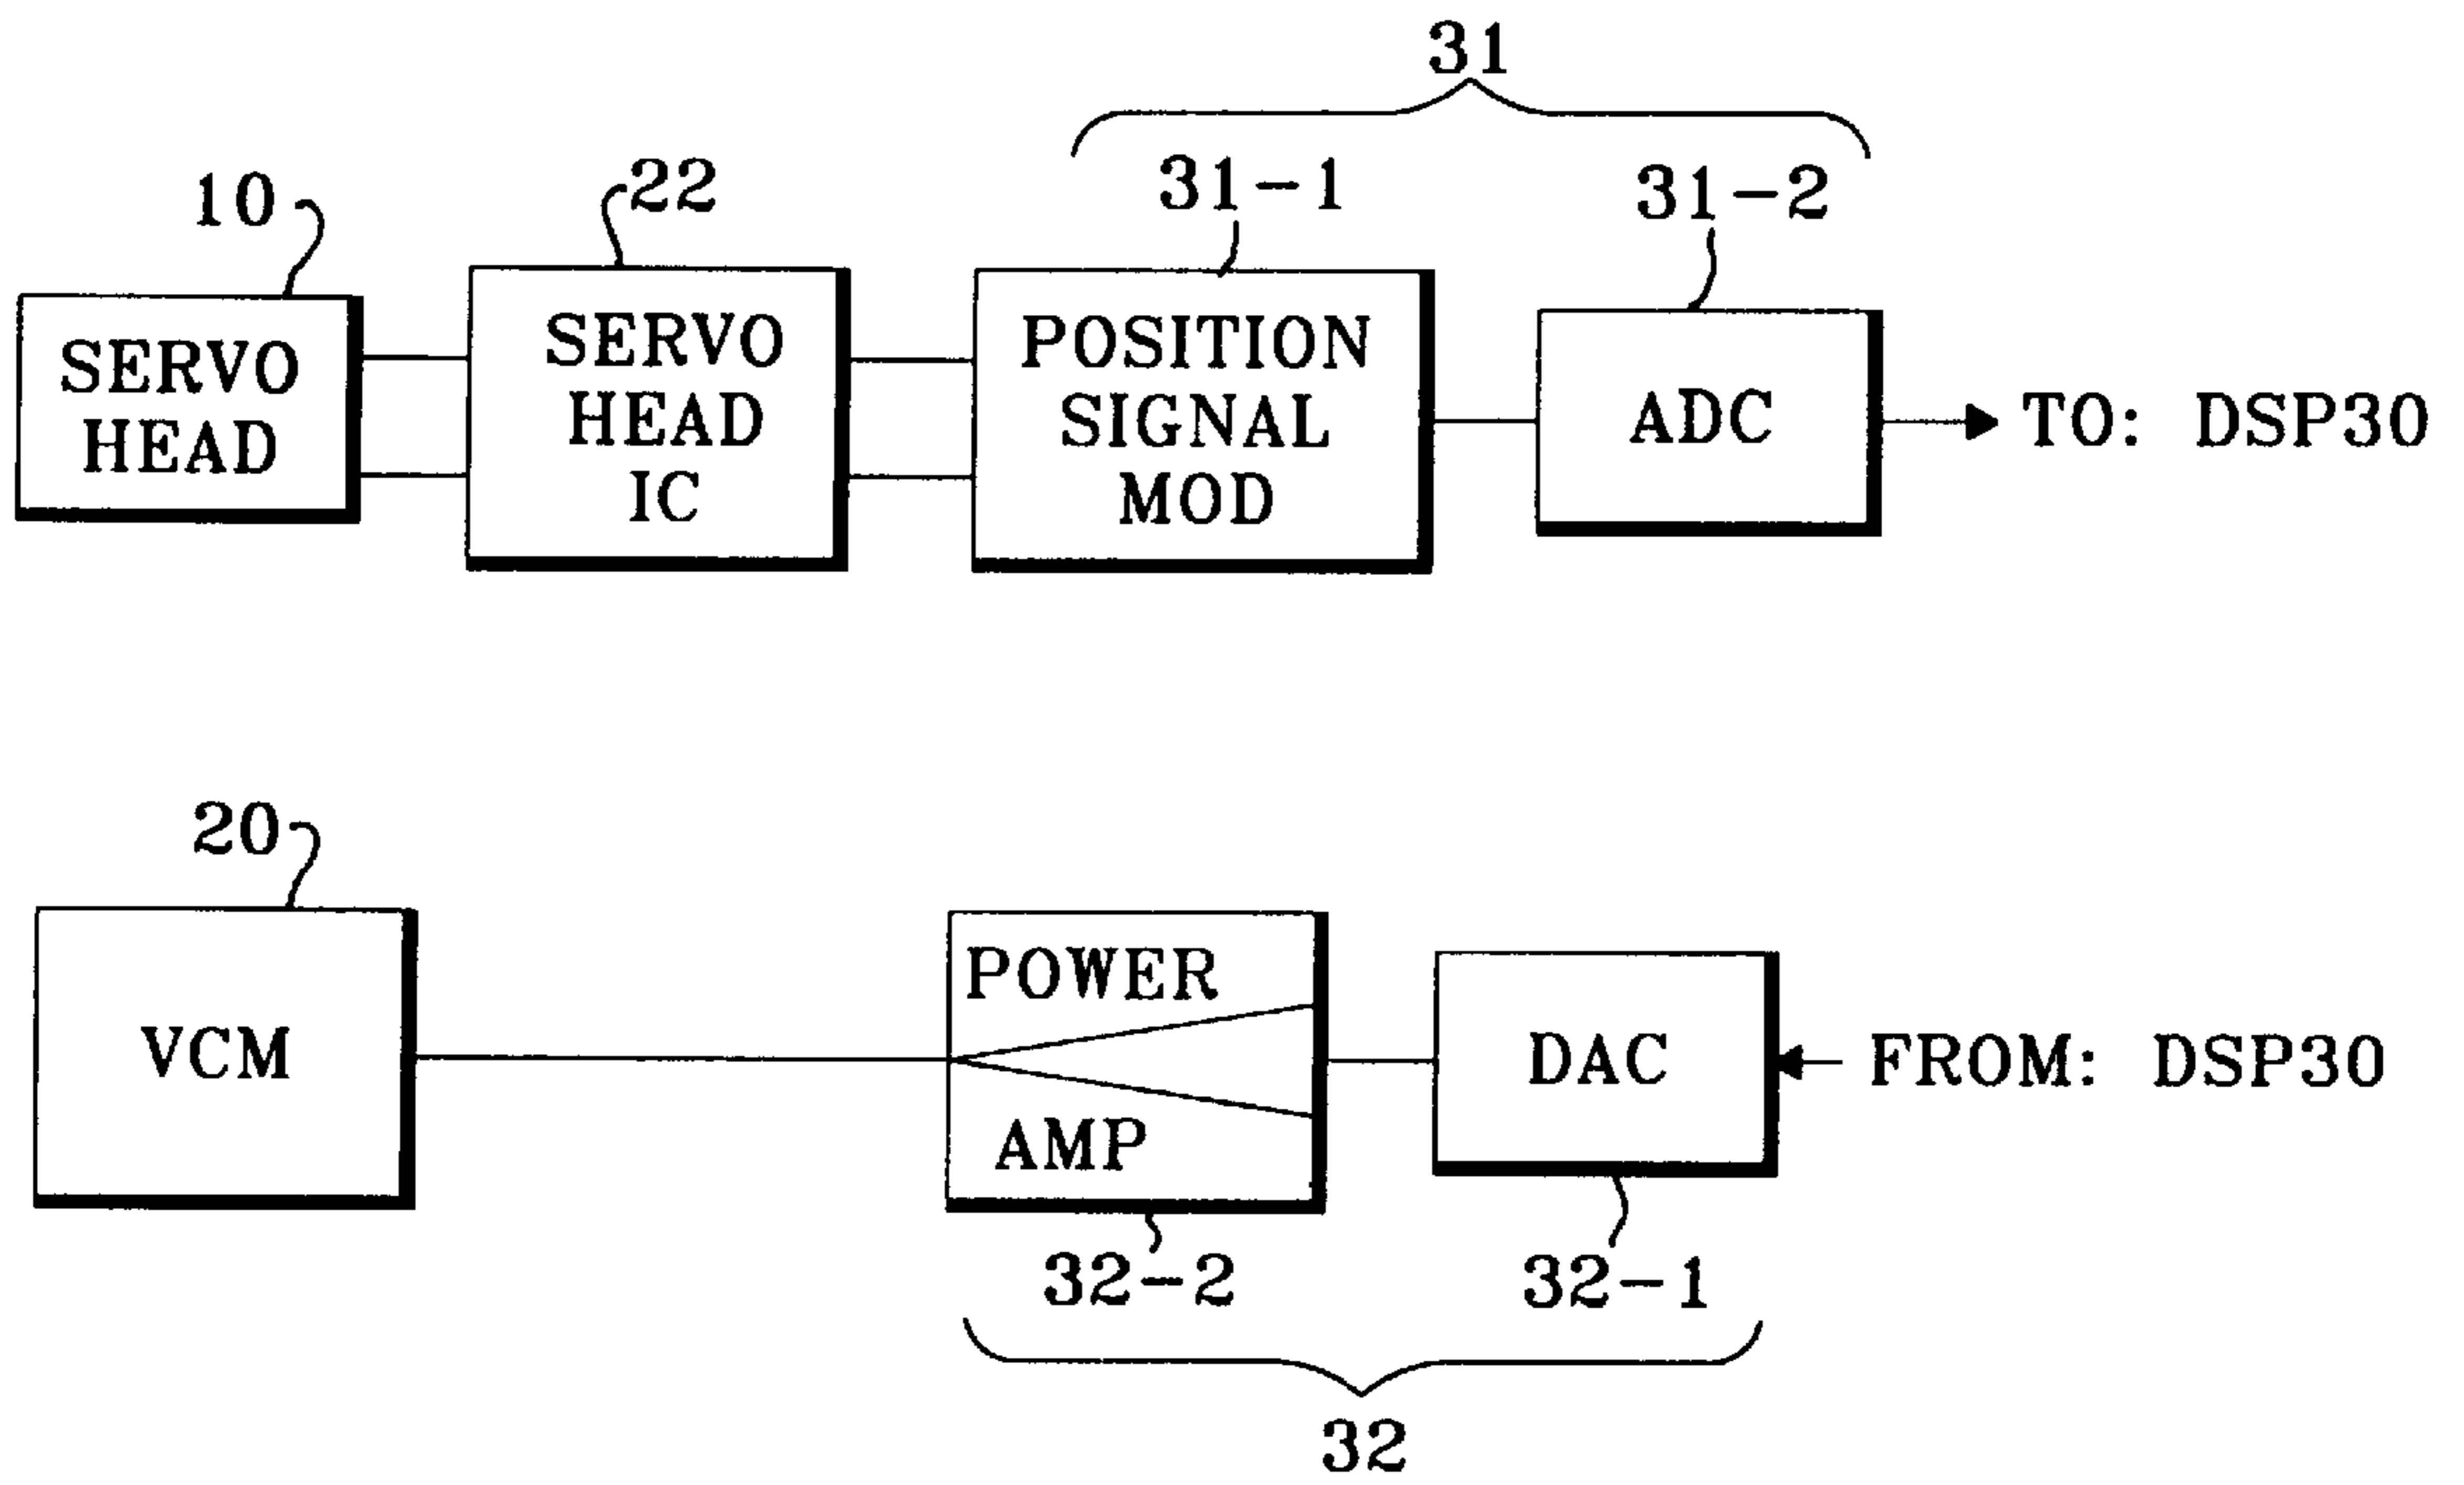 31
31-1
31-2
10
22
SERVO
HEAD
SERVO
HEAD
IC
POSITION
SIGNAL
MOD
ADC
TO: DSP30
20
VCM
POWER
AMP
DAC
FROM: DSP30
32-2
32-1
32